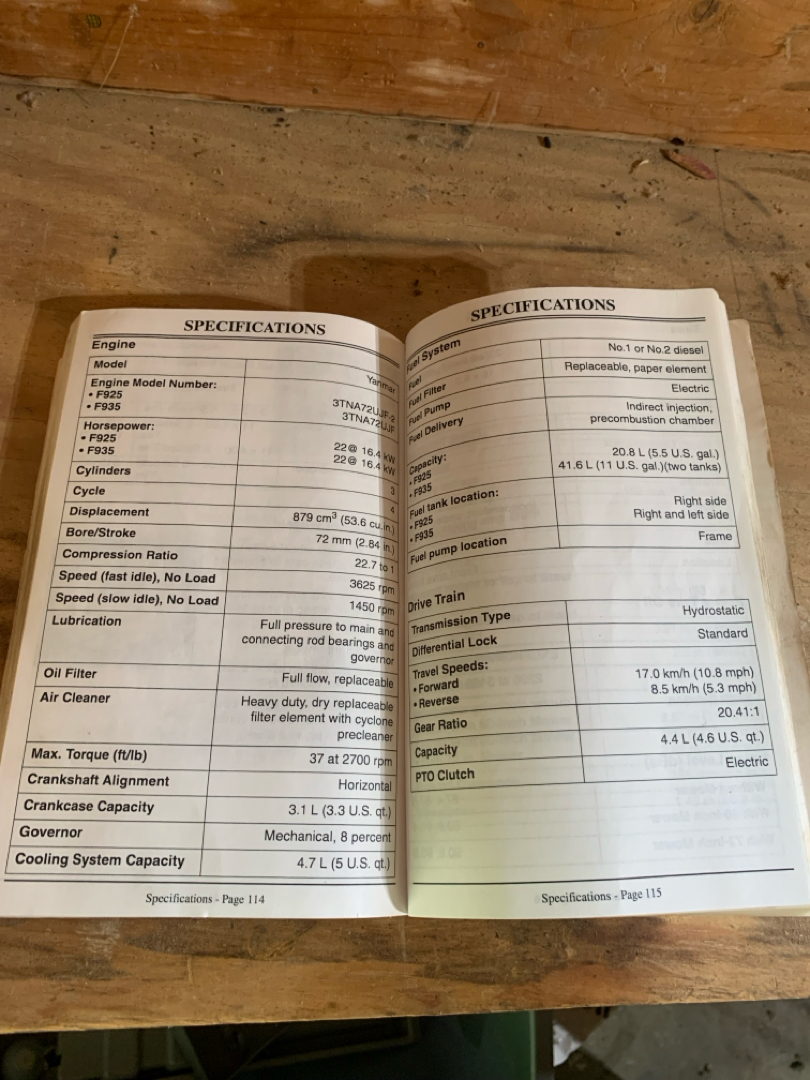 SPECIFICATIONS
Engine
Model Yanmar
Engine Model Number:
• F925 3TNA72UJF-2
• F935 3TNA72UJF
Horsepower:
• F925 22@ 16.4 kW
• F935 22@ 16.4 kW
Cylinders 3
Cycle 4
Displacement 879 cm³ (53.6 cu.in.)
Bore/Stroke 72 mm (2.84 in.)
Compression Ratio 22.7 to 1
Speed (fast idle), No Load 3625 rpm
Speed (slow idle), No Load 1450 rpm
Lubrication Full pressure to main and
connecting rod bearings and
governor
Oil Filter Full flow, replaceable
Air Cleaner Heavy duty, dry replaceable
filter element with cyclone
precleaner
Max. Torque (ft/lb) 37 at 2700 rpm
Crankshaft Alignment Horizontal
Crankcase Capacity 3.1 L (3.3 U.S. qt.)
Governor Mechanical, 8 percent
Cooling System Capacity 4.7 L (5 U.S. qt.)
Specifications - Page 114
SPECIFICATIONS
Fuel System
Fuel No.1 or No.2 diesel
Fuel Filter Replaceable, paper element
Fuel Pump Electric
Fuel Delivery Indirect injection,
precombustion chamber
Capacity:
• F925 20.8 L (5.5 U.S. gal.)
• F935 41.6 L (11 U.S. gal.)(two tanks)
Fuel tank location:
• F925 Right side
• F935 Right and left side
Fuel pump location Frame
Drive Train
Transmission Type Hydrostatic
Differential Lock Standard
Travel Speeds:
• Forward 17.0 km/h (10.8 mph)
• Reverse 8.5 km/h (5.3 mph)
Gear Ratio 20.41:1
Capacity 4.4 L (4.6 U.S. qt.)
PTO Clutch Electric
Specifications - Page 115